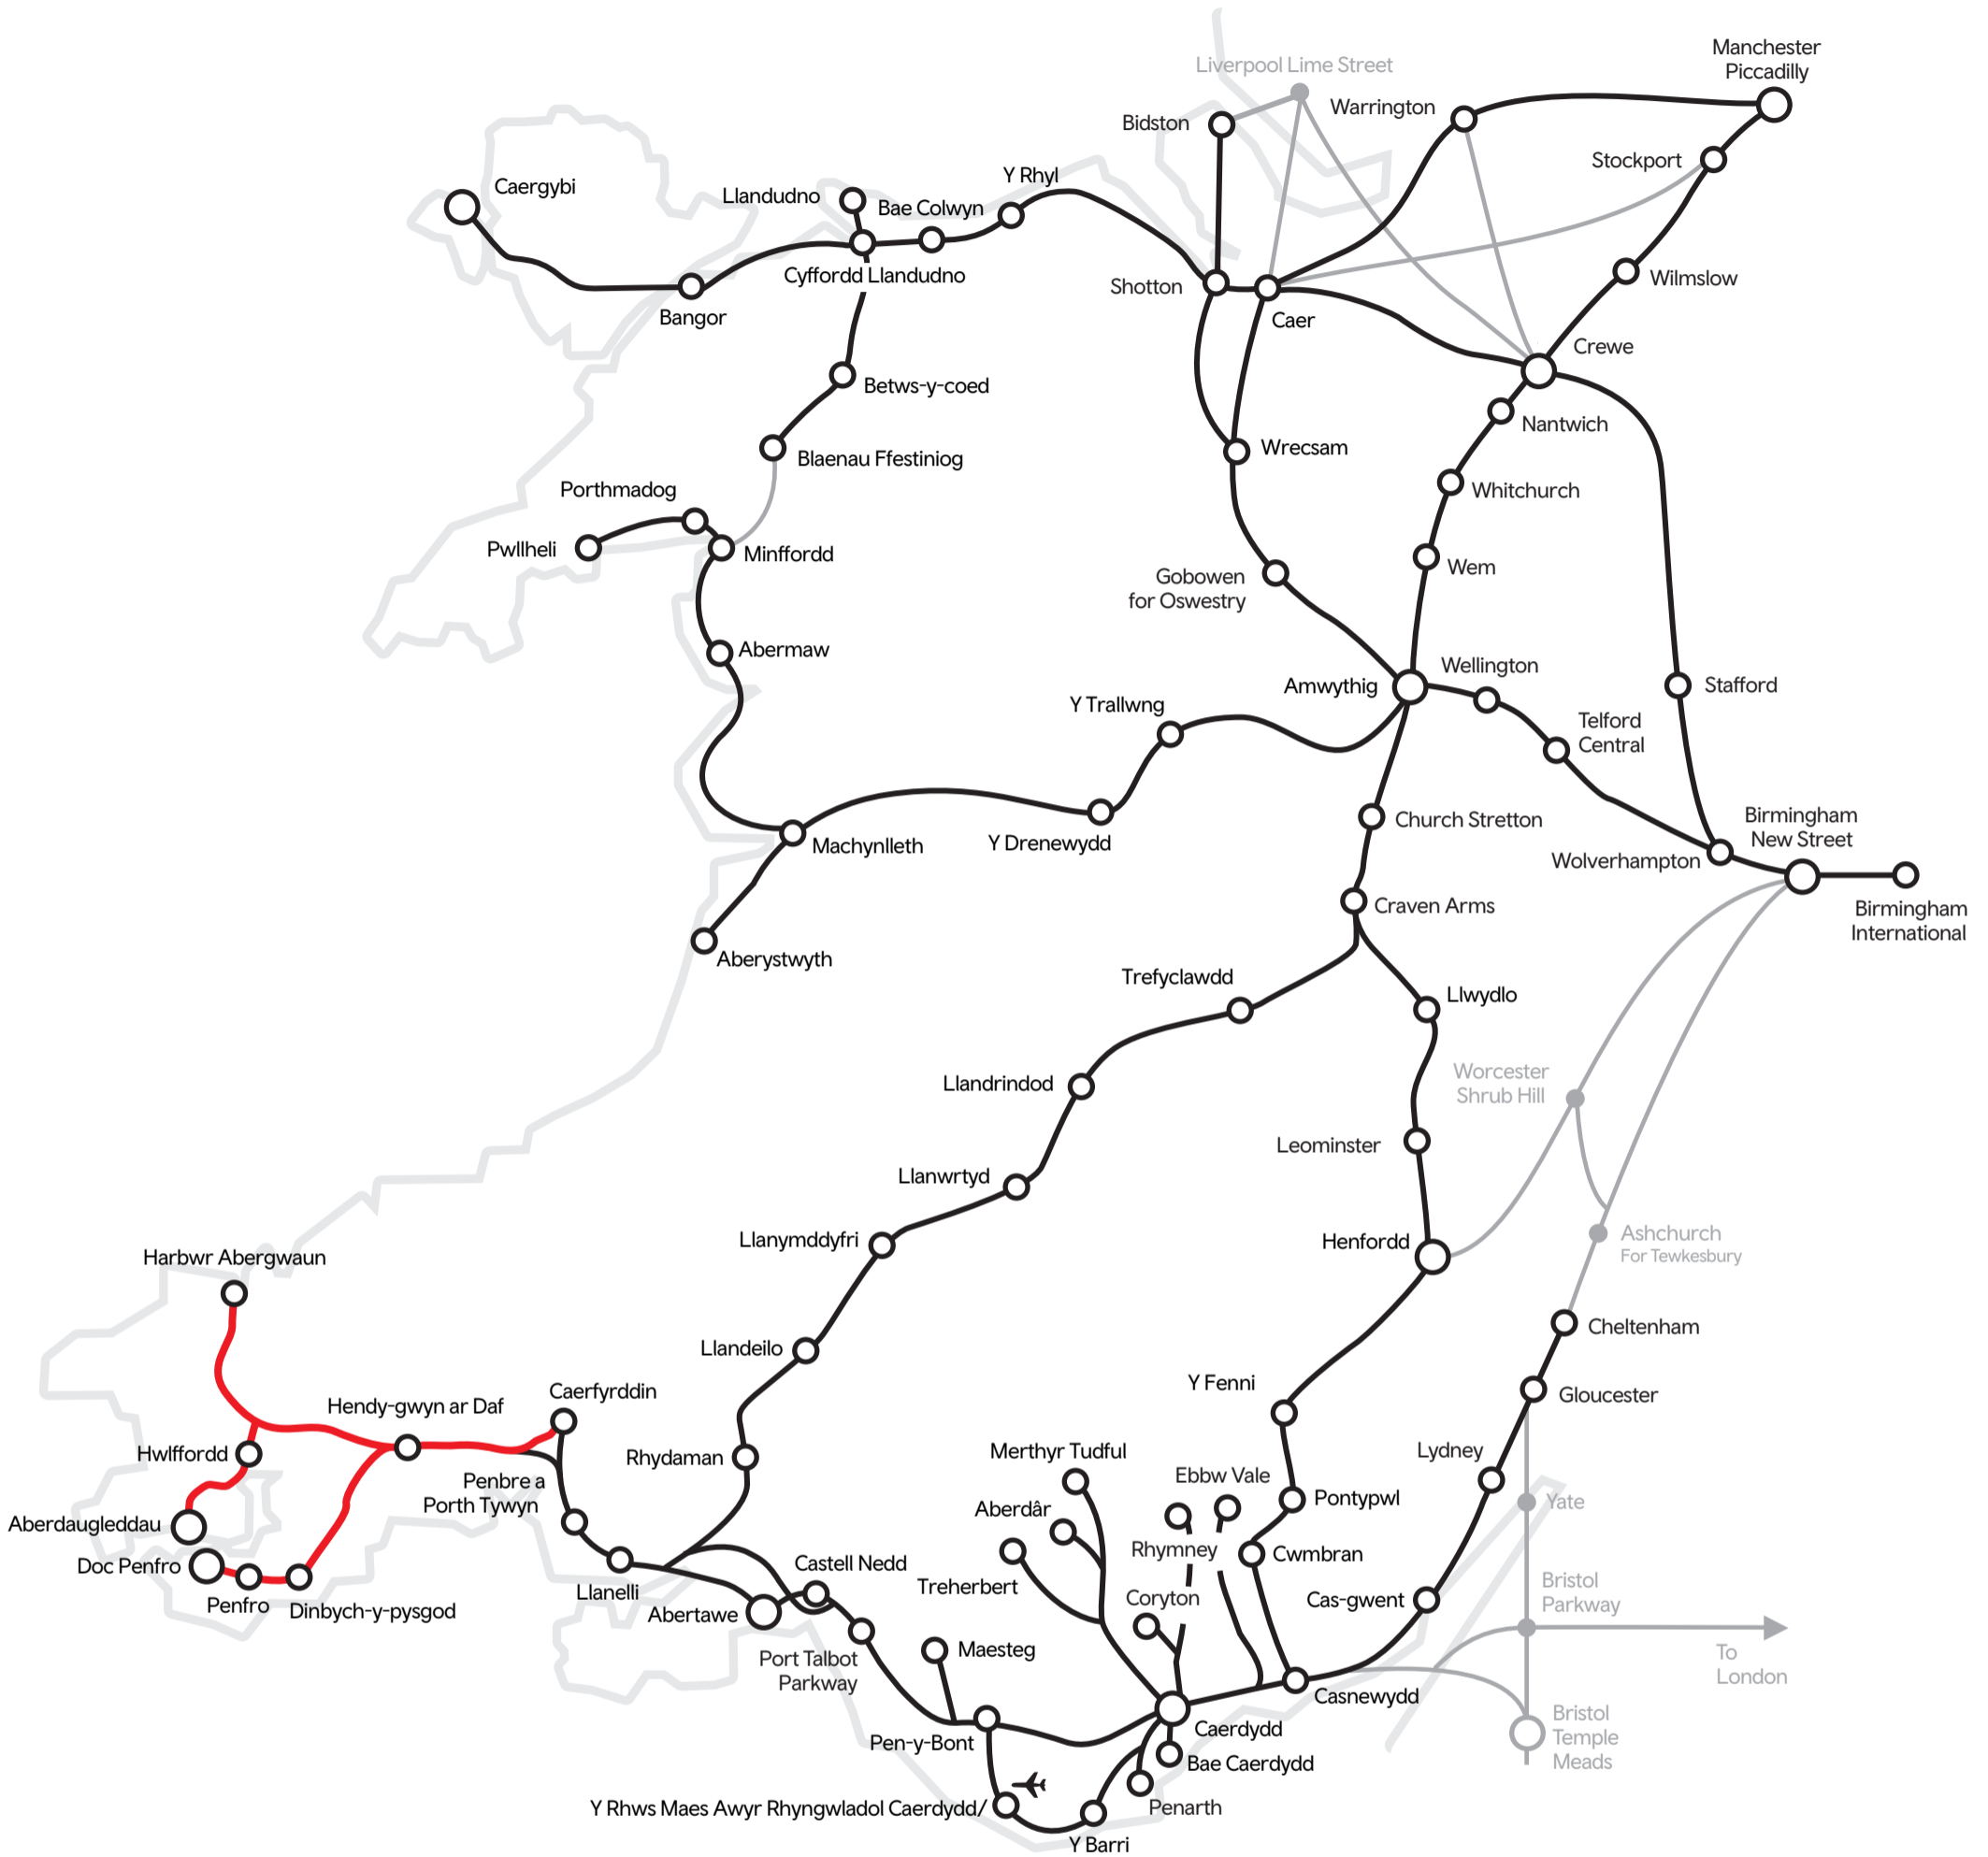 Manchester
Piccadilly
Liverpool Lime Street
Warrington
Bidston
Stockport
Caergybi
Llandudno
Bae Colwyn
Y Rhyl
Cyffordd Llandudno
Bangor
Shotton
Caer
Wilmslow
Crewe
Betws-y-coed
Nantwich
Blaenau Ffestiniog
Wrecsam
Whitchurch
Porthmadog
Pwllheli
Minffordd
Gobowen
for Oswestry
Wem
Abermaw
Amwythig
Wellington
Stafford
Y Trallwng
Telford
Central
Machynlleth
Y Drenewydd
Church Stretton
Birmingham
New Street
Wolverhampton
Birmingham
International
Craven Arms
Aberystwyth
Trefyclawdd
Llwydlo
Llandrindod
Worcester
Shrub Hill
Leominster
Llanwrtyd
Llanymddyfri
Henfordd
Ashchurch
For Tewkesbury
Harbwr Abergwaun
Cheltenham
Llandeilo
Y Fenni
Gloucester
Caerfyrddin
Hendy-gwyn ar Daf
Hwlffordd
Rhydaman
Merthyr Tudful
Lydney
Penbre a
Porth Tywyn
Ebbw Vale
Pontypwl
Yate
Aberdâr
Aberdaugleddau
Rhymney
Cwmbran
Doc Penfro
Castell Nedd
Treherbert
Coryton
Cas-gwent
Bristol
Parkway
Penfro
Dinbych-y-pysgod
Llanelli
Abertawe
Port Talbot
Parkway
Maesteg
To
London
Casnewydd
Caerdydd
Pen-y-Bont
Bae Caerdydd
Bristol
Temple
Meads
Y Rhws Maes Awyr Rhyngwladol Caerdydd/
Penarth
Y Barri